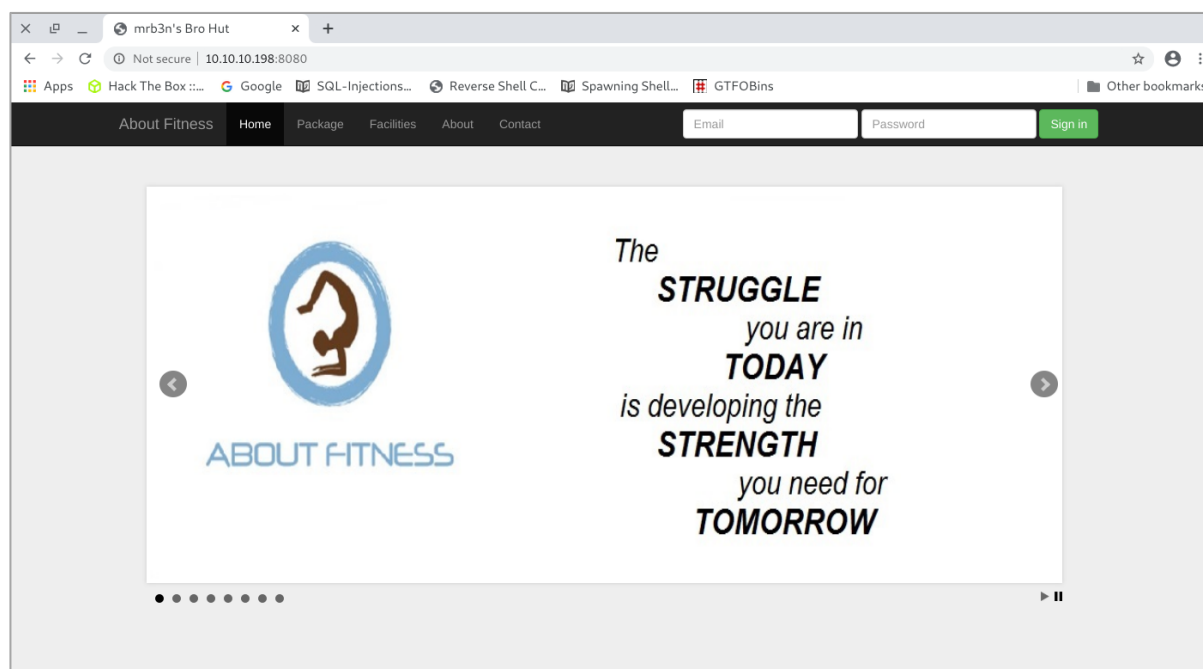 mrb3n's Bro Hut
Not secure | 10.10.10.198:8080
Apps Hack The Box ::... Google SQL-Injections... Reverse Shell C... Spawning Shell... GTFOBins Other bookmarks
About Fitness Home Package Facilities About Contact Email Password Sign in
The
STRUGGLE
you are in
TODAY
is developing the
STRENGTH
you need for
TOMORROW
ABOUT FITNESS